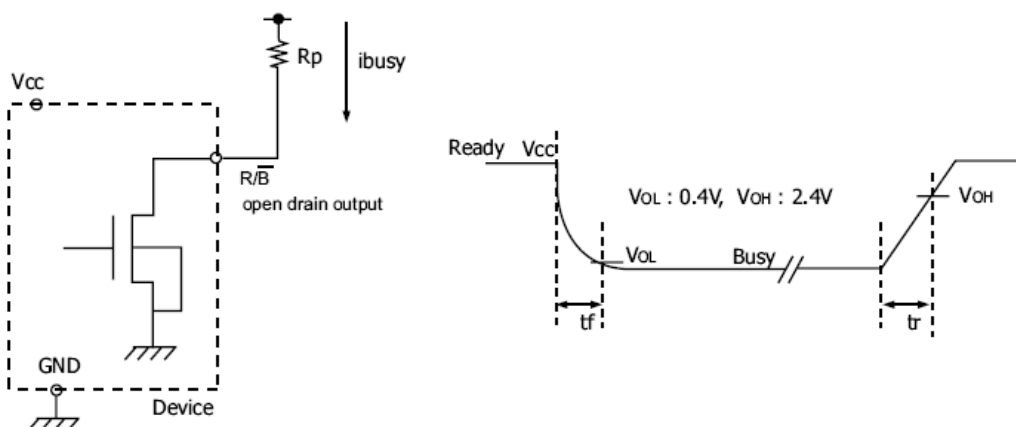 Rp
ibusy
Vcc
R/B̅
open drain output
GND
Device
Ready Vcc
VOL : 0.4V, VOH : 2.4V
VOH
VOL
Busy
tf
tr